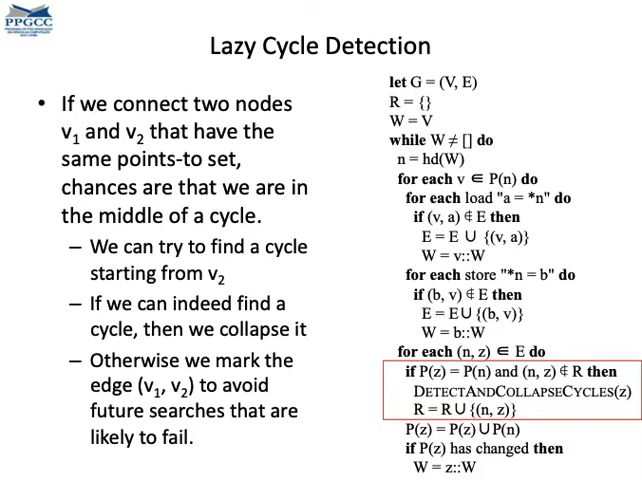 PPGCC
Lazy Cycle Detection
• If we connect two nodes
v1 and v2 that have the
same points-to set,
chances are that we are in
the middle of a cycle.
– We can try to find a cycle
starting from v2
– If we can indeed find a
cycle, then we collapse it
– Otherwise we mark the
edge (v1, v2) to avoid
future searches that are
likely to fail.
let G = (V, E)
R = {}
W = V
while W ≠ [] do
n = hd(W)
for each v ∈ P(n) do
for each load "a = *n" do
if (v, a) ∉ E then
E = E ∪ {(v, a)}
W = v::W
for each store "*n = b" do
if (b, v) ∉ E then
E = E ∪ {(b, v)}
W = b::W
for each (n, z) ∈ E do
if P(z) = P(n) and (n, z) ∉ R then
DETECTANDCOLLAPSECYCLES(z)
R = R ∪ {(n, z)}
P(z) = P(z) ∪ P(n)
if P(z) has changed then
W = z::W